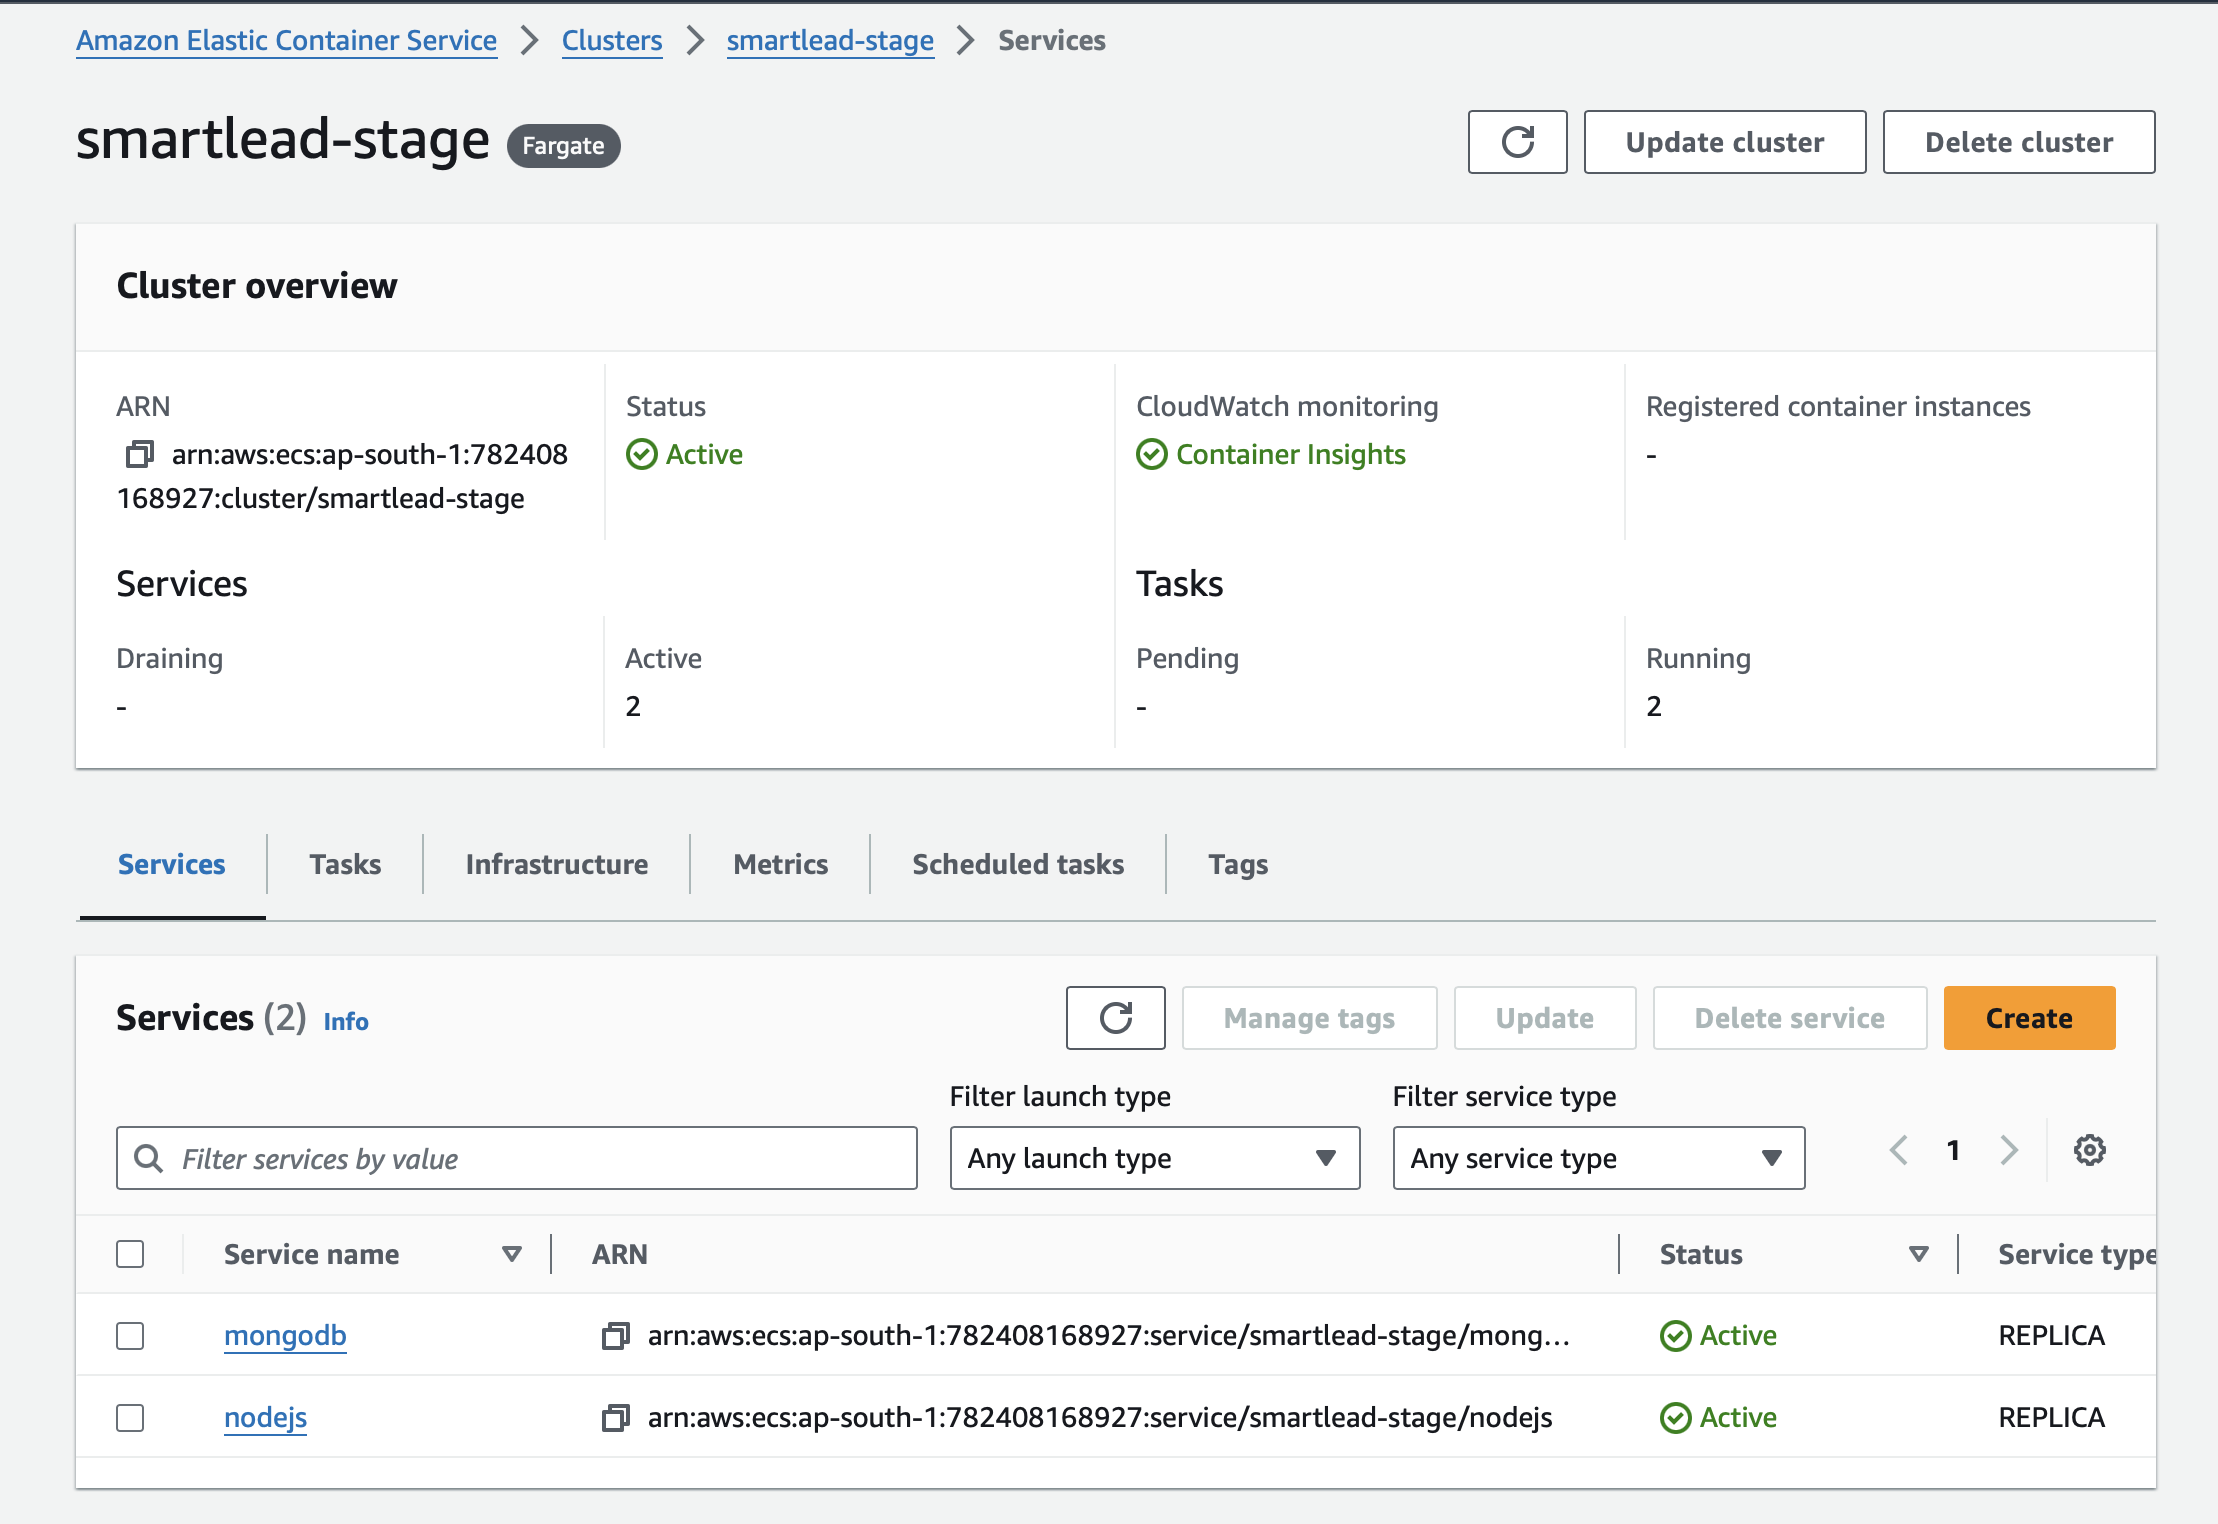 Amazon Elastic Container Service > Clusters > smartlead-stage > Services
smartlead-stage Fargate
Update cluster Delete cluster
Cluster overview
ARN
arn:aws:ecs:ap-south-1:782408
168927:cluster/smartlead-stage
Status
Active
CloudWatch monitoring
Container Insights
Registered container instances
-
Services
Draining
-
Active
2
Tasks
Pending
-
Running
2
Services Tasks Infrastructure Metrics Scheduled tasks Tags
Services (2) Info
Manage tags Update Delete service Create
Filter launch type Filter service type
Filter services by value Any launch type Any service type 1
Service name ARN Status Service type
mongodb arn:aws:ecs:ap-south-1:782408168927:service/smartlead-stage/mong... Active REPLICA
nodejs arn:aws:ecs:ap-south-1:782408168927:service/smartlead-stage/nodejs Active REPLICA